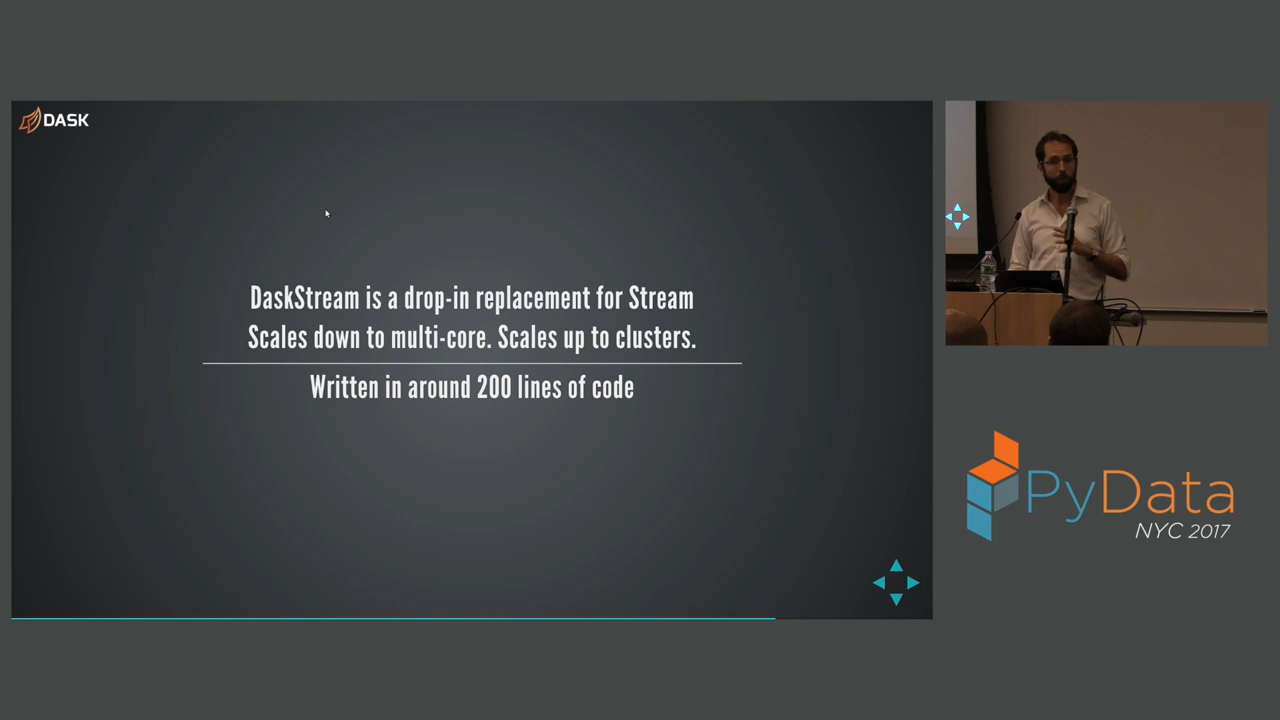 DASK
DaskStream is a drop-in replacement for Stream
Scales down to multi-core. Scales up to clusters.
Written in around 200 lines of code
PyData
NYC 2017